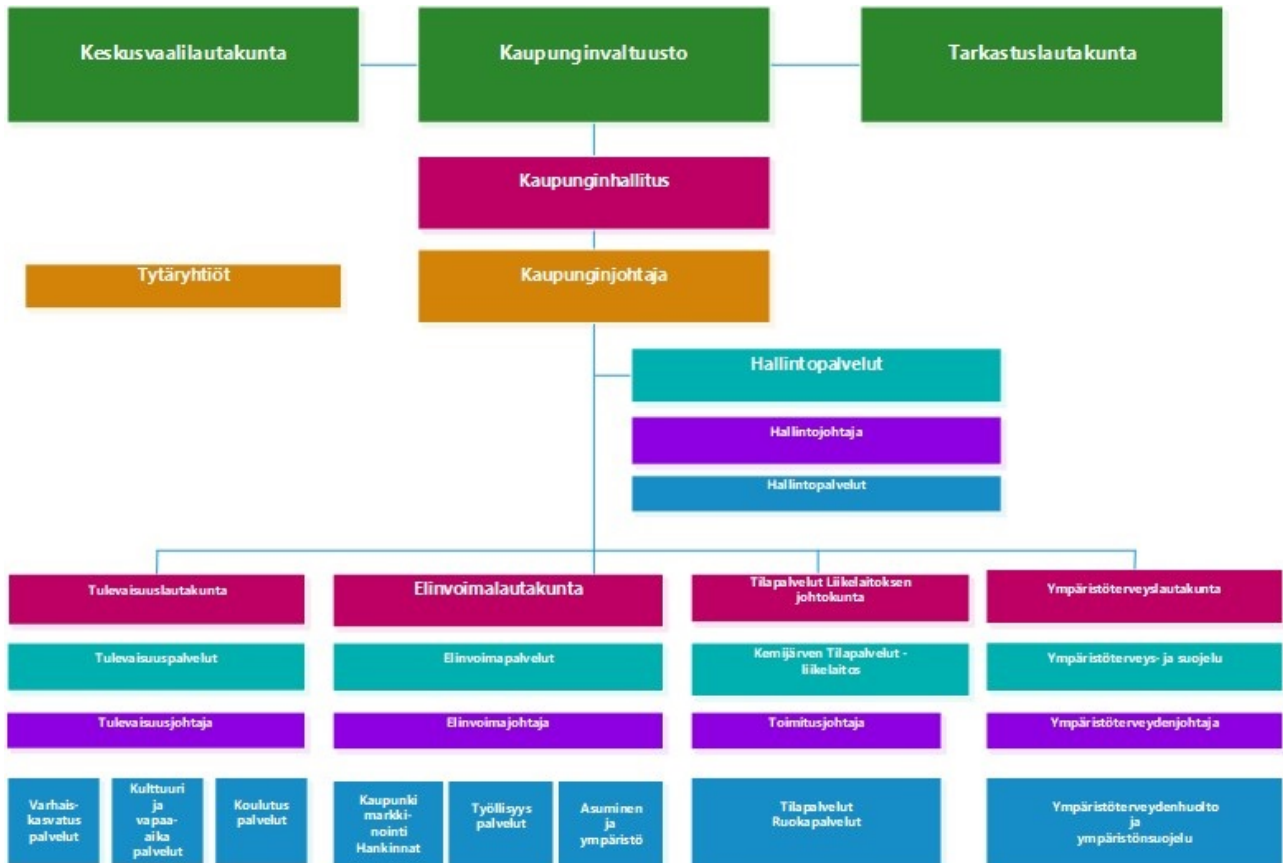 Keskusvaalilautakunta
Kaupunginvaltuusto
Tarkastuslautakunta
Kaupunginhallitus
Tytäryhtiöt
Kaupunginjohtaja
Hallintopalvelut
Hallintojohtaja
Hallintopalvelut
Tulevaisuuslautakunta
Elinvoimalautakunta
Tilapalvelut Liikelaitoksen
johtokunta
Ympäristöterveyslautakunta
Tulevaisuuspalvelut
Elinvoimapalvelut
Kemijärven Tilapalvelut -
liikelaitos
Ympäristöterveys- ja suojelu
Tulevaisuusjohtaja
Elinvoimajohtaja
Toimitusjohtaja
Ympäristöterveydenjohtaja
Varhais-
kasvatus
palvelut
Kulttuuri
ja
vapaa-
aika
palvelut
Koulutus
palvelut
Kaupunki
markki-
nointi
Hankinnat
Työllisyys
palvelut
Asuminen
ja
ympäristö
Tilapalvelut
Ruokapalvelut
Ympäristöterveydenhuolto
ja
ympäristönsuojelu